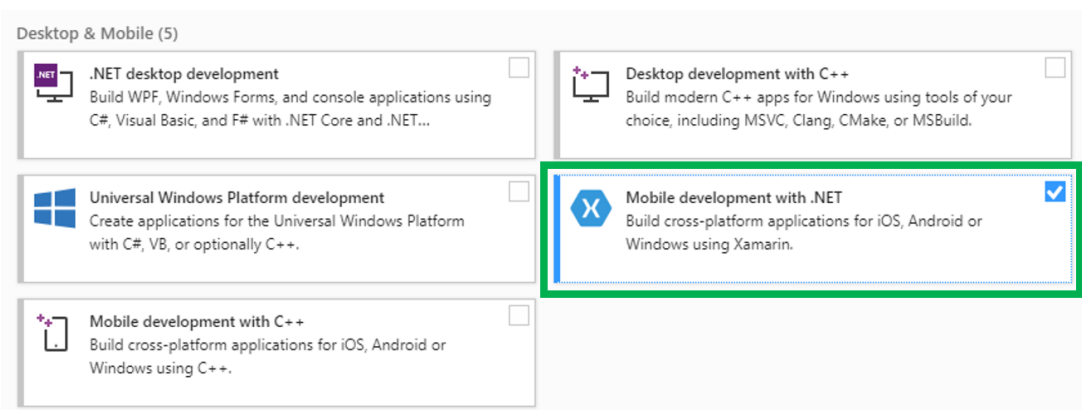 Desktop & Mobile (5)
.NET
.NET desktop development
Build WPF, Windows Forms, and console applications using
C#, Visual Basic, and F# with .NET Core and .NET...
Desktop development with C++
Build modern C++ apps for Windows using tools of your
choice, including MSVC, Clang, CMake, or MSBuild.
Universal Windows Platform development
Create applications for the Universal Windows Platform
with C#, VB, or optionally C++.
Mobile development with .NET
Build cross-platform applications for iOS, Android or
Windows using Xamarin.
Mobile development with C++
Build cross-platform applications for iOS, Android or
Windows using C++.